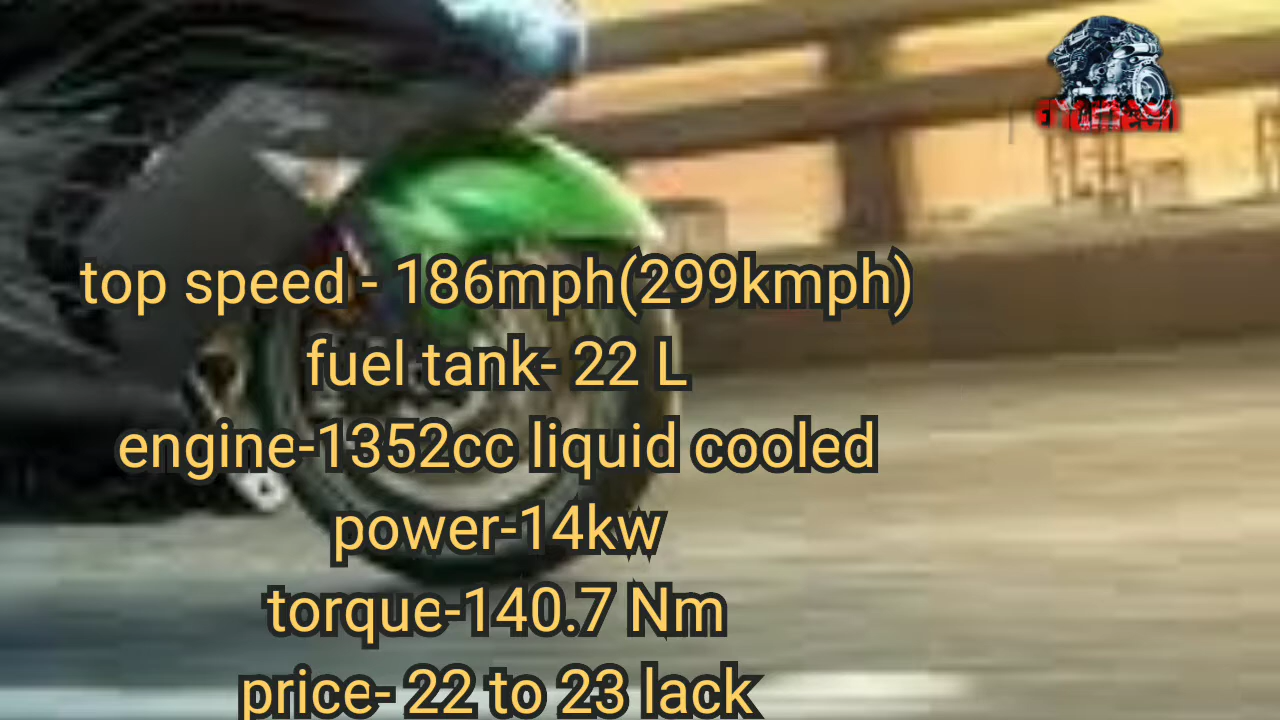 top speed - 186mph(299kmph)
fuel tank- 22 L
engine-1352cc liquid cooled
power-14kw
torque-140.7 Nm
price- 22 to 23 lack